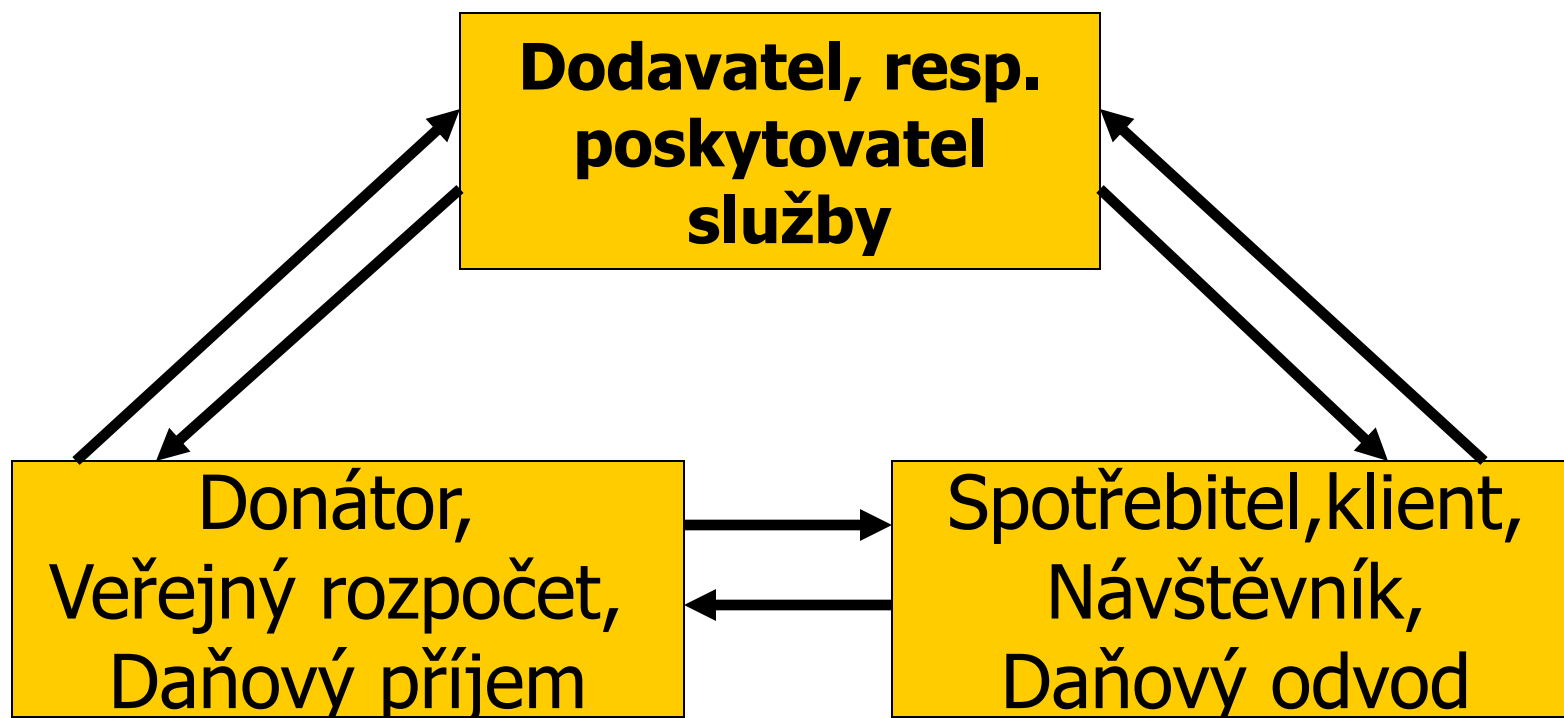 Dodavatel, resp.
poskytovatel
služby
Donátor,
Veřejný rozpočet,
Daňový příjem
Spotřebitel,klient,
Návštěvník,
Daňový odvod